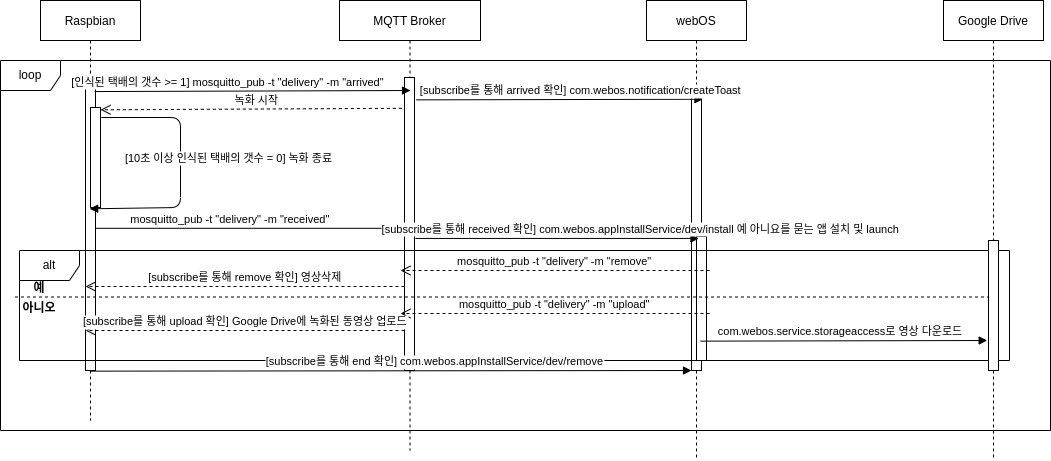 Raspbian
MQTT Broker
webOS
Google Drive
loop
[인식된 택배의 갯수 >= 1] mosquitto_pub -t "delivery" -m "arrived"
[subscribe를 통해 arrived 확인] com.webos.notification/createToast
녹화 시작
[10초 이상 인식된 택배의 갯수 = 0] 녹화 종료
mosquitto_pub -t "delivery" -m "received"
[subscribe를 통해 received 확인] com.webos.appInstallService/dev/install 예 아니요를 묻는 앱 설치 및 launch
alt
mosquitto_pub -t "delivery" -m "remove"
[subscribe를 통해 remove 확인] 영상삭제
예
아니오
mosquitto_pub -t "delivery" -m "upload"
[subscribe를 통해 upload 확인] Google Drive에 녹화된 동영상 업로드
com.webos.service.storageaccess로 영상 다운로드
[subscribe를 통해 end 확인] com.webos.appInstallService/dev/remove